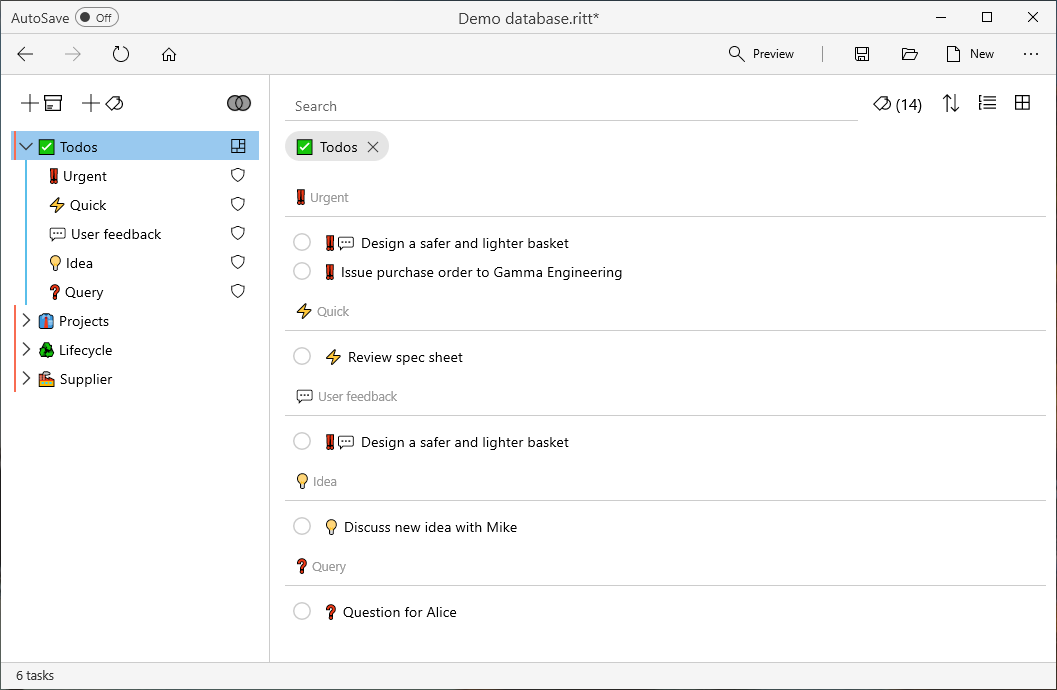 AutoSave Off Demo database.ritt*
Preview New
Search (14)
Todos
Urgent
Quick
User feedback
Idea
Query
Projects
Lifecycle
Supplier
Todos
Urgent
Design a safer and lighter basket
Issue purchase order to Gamma Engineering
Quick
Review spec sheet
User feedback
Design a safer and lighter basket
Idea
Discuss new idea with Mike
Query
Question for Alice
6 tasks